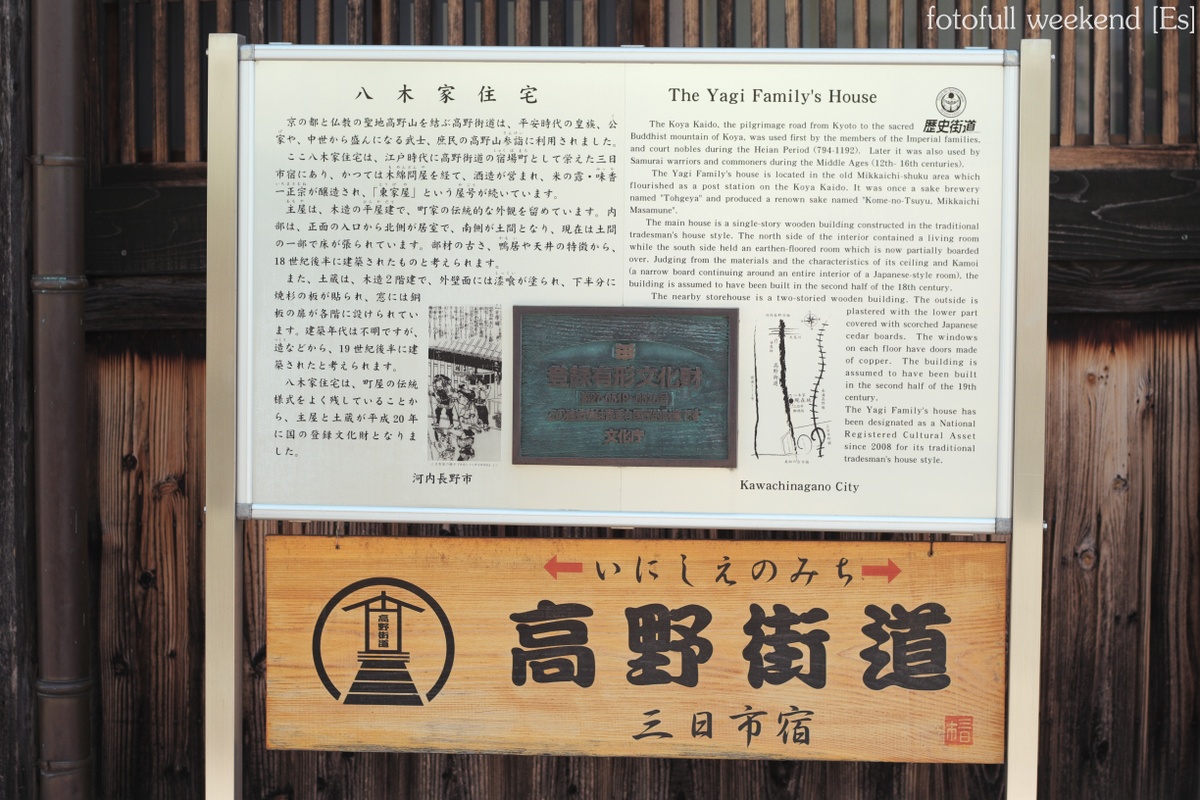 fotofull weekend [Es]
八木家住宅
京の都と仏教の聖地高野山を結ぶ高野街道は、平安時代の皇族、公
家や、中世から盛んになる武士、庶民の高野山参詣に利用されました。
ここ八木家住宅は、江戸時代に高野街道の宿場町として栄えた三日
市宿にあり、かつては木綿問屋を経て、酒造が営まれ、米の露・味香
一正宗が醸造され、「東家屋」という屋号が続いています。
主屋は、木造の平屋建で、町家の伝統的な外観を留めています。内
部は、正面の入口から北側が居室で、南側が土間となり、現在は土間
の一部で床が張られています。部材の古さ、鴨居や天井の特徴から、
18世紀後半に建築されたものと考えられます。
また、土蔵は、木造2階建で、外壁面には漆喰が塗られ、下半分に
焼杉の板が貼られ、窓には銅
板の扉が各階に設けられてい
ます。建築年代は不明ですが、
造などから、19世紀後半に建
築されたと考えられます。
八木家住宅は、町屋の伝統
様式をよく残していることか
ら、主屋と土蔵が平成20年
に国の登録文化財となりま
した。
河内長野市
The Yagi Family's House
歴史街道
The Koya Kaido, the pilgrimage road from Kyoto to the sacred
Buddhist mountain of Koya, was used first by the members of the Imperial families,
and court nobles during the Heian Period (794-1192). Later it was also used by
Samurai warriors and commoners during the Middle Ages (12th- 16th centuries).
The Yagi Family's House is located in the old Mikkaichi-shuku area which
flourished as a post station on the Koya Kaido. It was once a sake brewery
named "Tohgeya" and produced a renown sake named "Kome-no-Tsuyu, Mikkaichi
Masamune".
The main house is a single-story wooden building constructed in the traditional
tradesman's house style. The north side of the interior contained a living room
while the south side held an earthen-floored room which is now partially boarded
over. Judging from the materials and the characteristics of its ceiling and Kamoi
(a narrow board continuing around an entire interior of a Japanese-style room), the
building is assumed to have been built in the second half of the 18th century.
The nearby storehouse is a two-storied wooden building. The outside is
plastered with the lower part
covered with scorched Japanese
cedar boards. The windows
on each floor have doors made
of copper. The building is
assumed to have been built
in the second half of the 19th
century.
The Yagi Family's house has
been designated as a National
Registered Cultural Asset
since 2008 for its traditional
tradesman's house style.
Kawachinagano City
登録有形文化財
文化庁
いにしえのみち
高野街道
高野街道
三日市宿